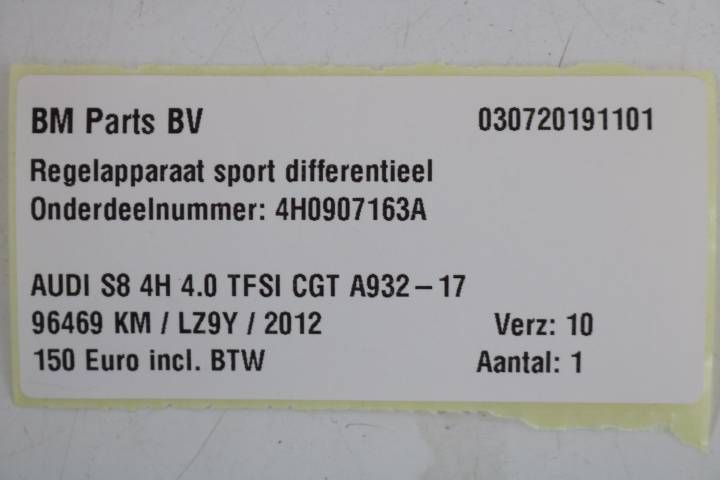 BM Parts BV 030720191101
Regelapparaat sport differentieel
Onderdeelnummer: 4H0907163A
AUDI S8 4H 4.0 TFSI CGT A932-17
96469 KM / LZ9Y / 2012 Verz: 10
150 Euro incl. BTW Aantal: 1